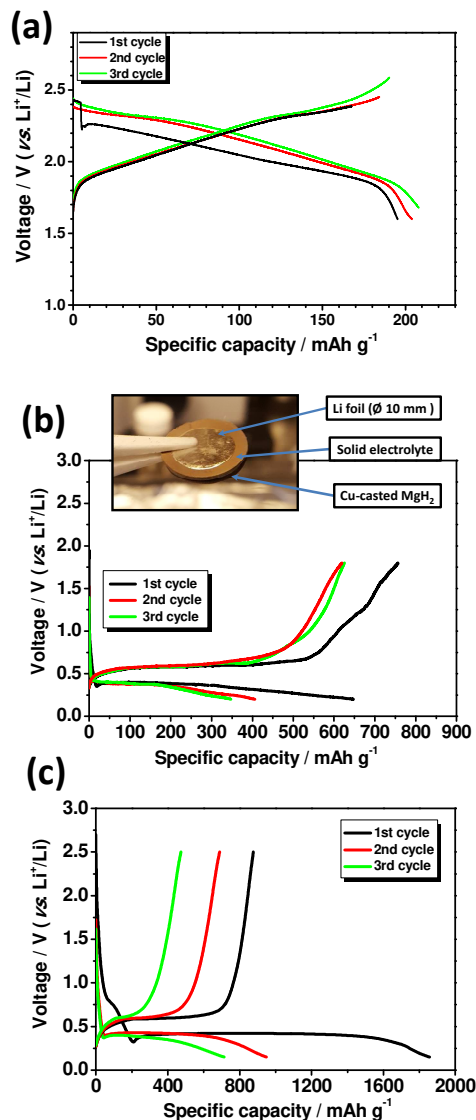 (a)
1st cycle
2nd cycle
3rd cycle
Voltage / V (vs. Li⁺/Li)
2.5
2.0
1.5
1.0
0 50 100 150 200
Specific capacity / mAh g⁻¹
(b)
Li foil (Ø 10 mm )
Solid electrolyte
Cu-casted MgH₂
1st cycle
2nd cycle
3rd cycle
Voltage / V ( vs. Li⁺/Li)
3.0
2.5
2.0
1.5
1.0
0.5
0.0
0 100 200 300 400 500 600 700 800 900
Specific capacity / mAh g⁻¹
(c)
1st cycle
2nd cycle
3rd cycle
Voltage / V ( vs. Li⁺/Li)
3.0
2.5
2.0
1.5
1.0
0.5
0.0
0 400 800 1200 1600 2000
Specific capacity / mAh g⁻¹